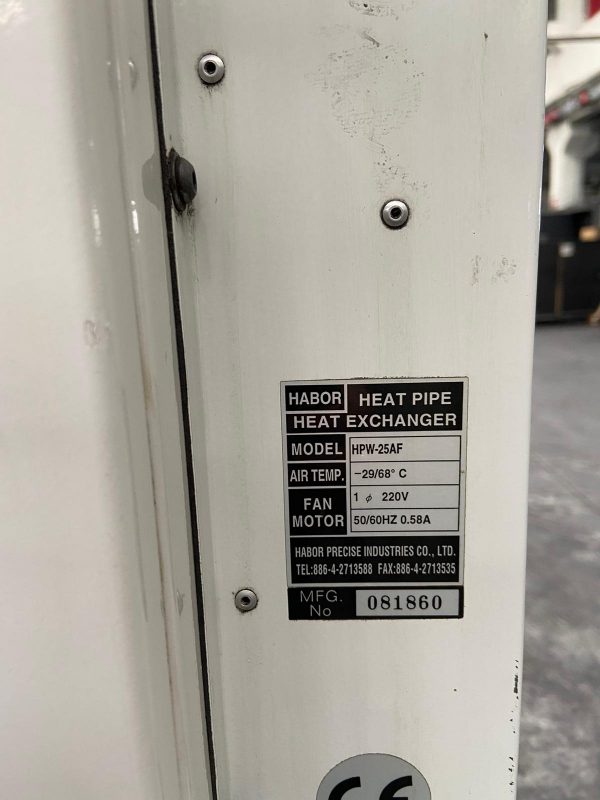 HABOR HEAT PIPE
HEAT EXCHANGER
MODEL HPW-25AF
AIR TEMP. −29/68° C
FAN MOTOR 1 ϕ 220V
50/60HZ 0.58A
HABOR PRECISE INDUSTRIES CO., LTD.
TEL:886-4-2713588 FAX:886-4-2713535
MFG. No 081860
CE